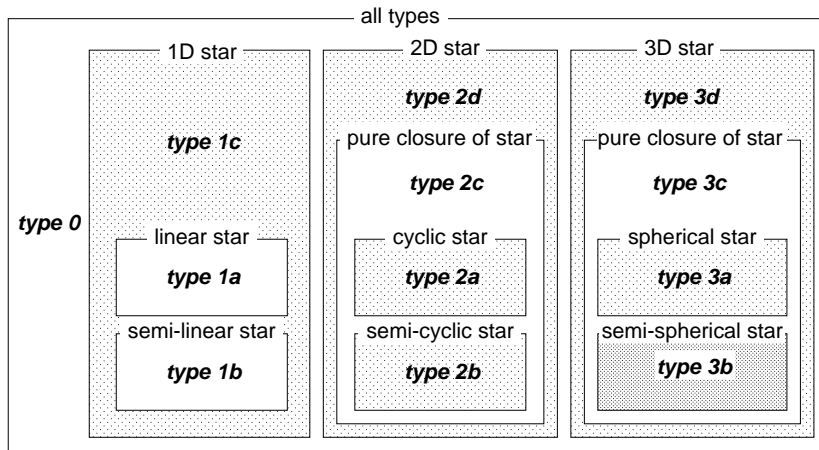 all types
1D star
2D star
3D star
type 2d
type 3d
type 1c
pure closure of star
pure closure of star
type 2c
type 3c
type 0
linear star
cyclic star
spherical star
type 1a
type 2a
type 3a
semi-linear star
semi-cyclic star
semi-spherical star
type 1b
type 2b
type 3b